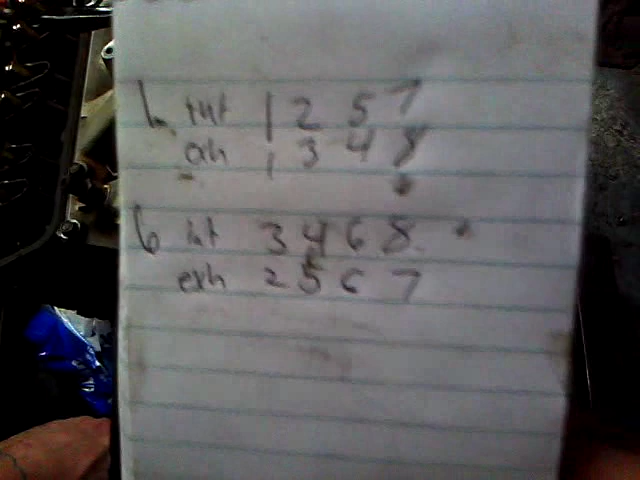 1 int 1 2 5 7
exh 1 3 4 8
6 int 3 4 6 8
exh 2 5 6 7